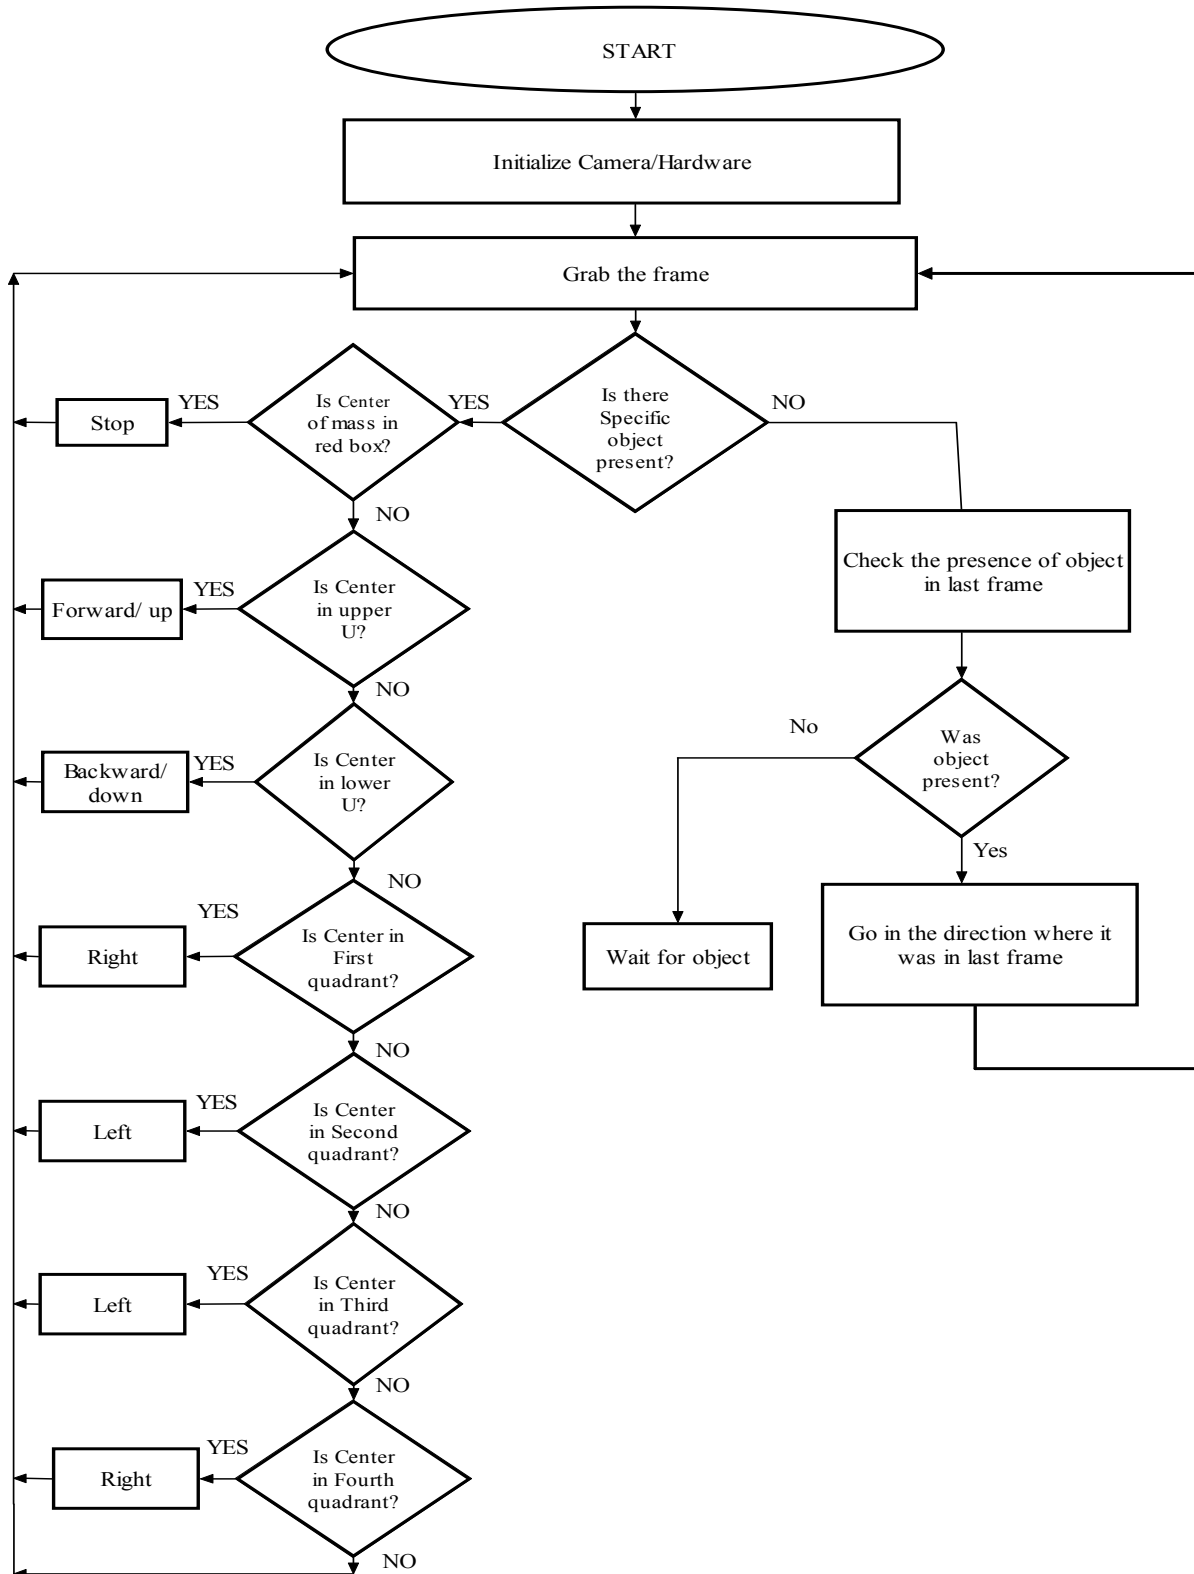 START
Initialize Camera/Hardware
Grab the frame
Is there
Specific
object
present?
YES
NO
Is Center
of mass in
red box?
YES
Stop
NO
Is Center
in upper
U?
YES
Forward/ up
NO
Is Center
in lower
U?
YES
Backward/
down
NO
Is Center in
First
quadrant?
YES
Right
NO
Is Center
in Second
quadrant?
YES
Left
NO
Is Center
in Third
quadrant?
YES
Left
NO
Is Center
in Fourth
quadrant?
YES
Right
NO
Check the presence of object
in last frame
Was
object
present?
No
Wait for object
Yes
Go in the direction where it
was in last frame